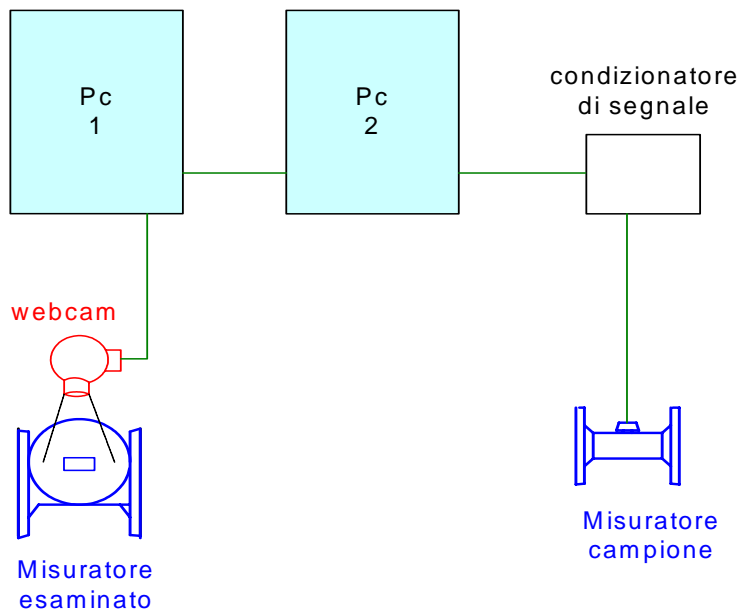 Pc
1
Pc
2
condizionatore
di segnale
webcam
Misuratore
esaminato
Misuratore
campione